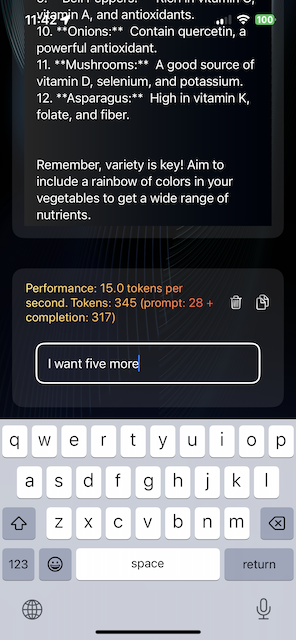 11:42
100
9. **Bell Peppers:** Rich in vitamin C,
vitamin A, and antioxidants.
10. **Onions:** Contain quercetin, a
powerful antioxidant.
11. **Mushrooms:** A good source of
vitamin D, selenium, and potassium.
12. **Asparagus:** High in vitamin K,
folate, and fiber.
Remember, variety is key! Aim to
include a rainbow of colors in your
vegetables to get a wide range of
nutrients.
Performance: 15.0 tokens per
second. Tokens: 345 (prompt: 28 +
completion: 317)
I want five more
q w e r t y u i o p
a s d f g h j k l
z x c v b n m
123 space return